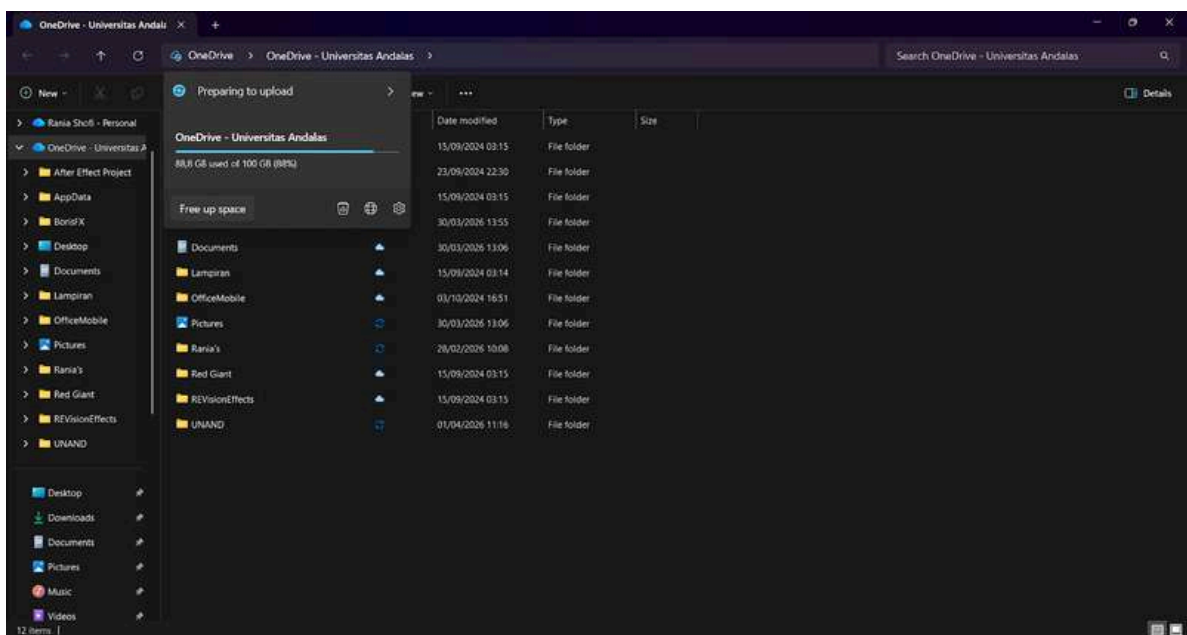 OneDrive - Universitas Andala
OneDrive > OneDrive - Universitas Andalas >
Search OneDrive - Universitas Andalas
New
ew
Details
Preparing to upload
OneDrive - Universitas Andalas
88,8 GB used of 100 GB (88%)
Free up space
Rania Shofi - Personal
OneDrive - Universitas A
After Effect Project
AppData
BorisFX
Desktop
Documents
Lampiran
OfficeMobile
Pictures
Rania's
Red Giant
REVisionEffects
UNAND
Desktop
Downloads
Documents
Pictures
Music
Videos
12 items
Date modified Type Size
15/09/2024 03:15 File folder
23/09/2024 22:30 File folder
15/09/2024 03:15 File folder
30/03/2026 13:55 File folder
Documents 30/03/2026 13:06 File folder
Lampiran 15/09/2024 03:14 File folder
OfficeMobile 03/10/2024 16:51 File folder
Pictures 30/03/2026 13:06 File folder
Rania's 28/02/2026 10:08 File folder
Red Giant 15/09/2024 03:15 File folder
REVisionEffects 15/09/2024 03:15 File folder
UNAND 01/04/2026 11:16 File folder